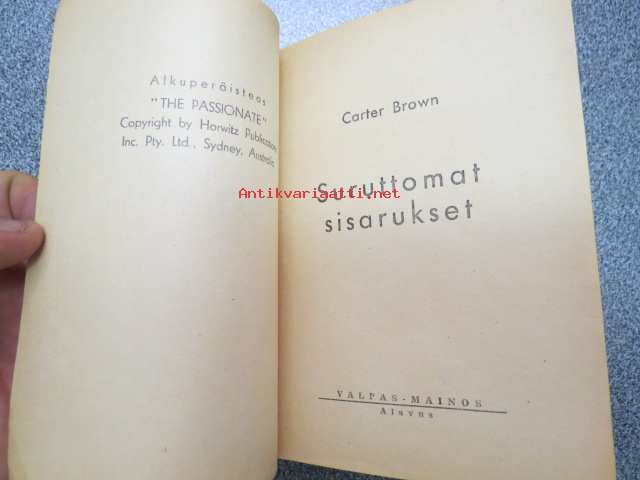 Alkuperäisteos
"THE PASSIONATE"
Copyright by Horwitz Publications
Inc. Pty. Ltd., Sydney, Australia
Carter Brown
Suruttomat
sisarukset
VALPAS-MAINOS
Alavus
Antikvariaatti.net